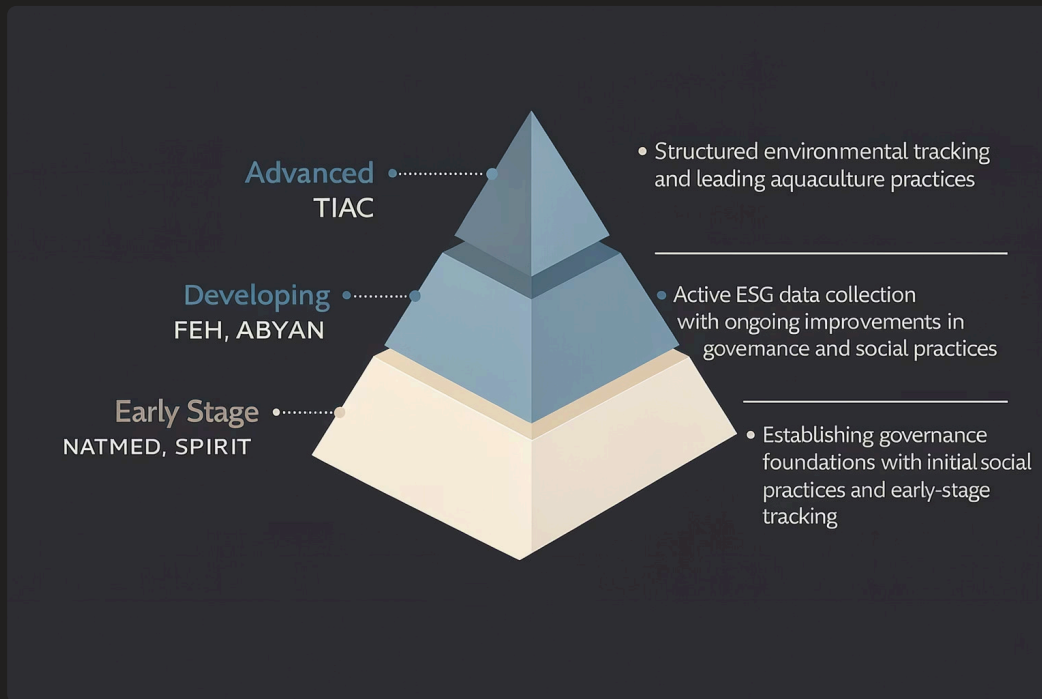 Advanced
TIAC
Structured environmental tracking
and leading aquaculture practices
Developing
FEH, ABYAN
Active ESG data collection
with ongoing improvements in
governance and social practices
Early Stage
NATMED, SPIRIT
Establishing governance
foundations with initial social
practices and early-stage
tracking